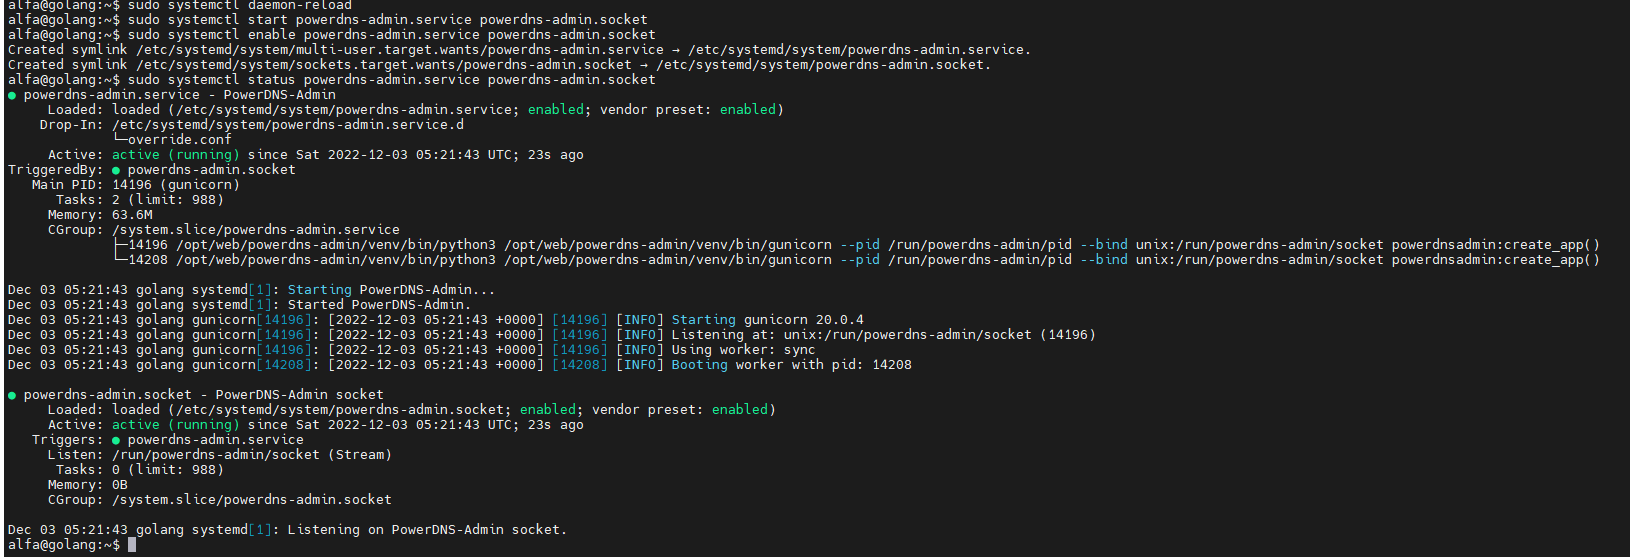 alfa@golang:~$ sudo systemctl daemon-reload
alfa@golang:~$ sudo systemctl start powerdns-admin.service powerdns-admin.socket
alfa@golang:~$ sudo systemctl enable powerdns-admin.service powerdns-admin.socket
Created symlink /etc/systemd/system/multi-user.target.wants/powerdns-admin.service → /etc/systemd/system/powerdns-admin.service.
Created symlink /etc/systemd/system/sockets.target.wants/powerdns-admin.socket → /etc/systemd/system/powerdns-admin.socket.
alfa@golang:~$ sudo systemctl status powerdns-admin.service powerdns-admin.socket
● powerdns-admin.service - PowerDNS-Admin
     Loaded: loaded (/etc/systemd/system/powerdns-admin.service; enabled; vendor preset: enabled)
    Drop-In: /etc/systemd/system/powerdns-admin.service.d
             └─override.conf
     Active: active (running) since Sat 2022-12-03 05:21:43 UTC; 23s ago
TriggeredBy: ● powerdns-admin.socket
   Main PID: 14196 (gunicorn)
      Tasks: 2 (limit: 988)
     Memory: 63.6M
     CGroup: /system.slice/powerdns-admin.service
             ├─14196 /opt/web/powerdns-admin/venv/bin/python3 /opt/web/powerdns-admin/venv/bin/gunicorn --pid /run/powerdns-admin/pid --bind unix:/run/powerdns-admin/socket powerdnsadmin:create_app()
             └─14208 /opt/web/powerdns-admin/venv/bin/python3 /opt/web/powerdns-admin/venv/bin/gunicorn --pid /run/powerdns-admin/pid --bind unix:/run/powerdns-admin/socket powerdnsadmin:create_app()

Dec 03 05:21:43 golang systemd[1]: Starting PowerDNS-Admin...
Dec 03 05:21:43 golang systemd[1]: Started PowerDNS-Admin.
Dec 03 05:21:43 golang gunicorn[14196]: [2022-12-03 05:21:43 +0000] [14196] [INFO] Starting gunicorn 20.0.4
Dec 03 05:21:43 golang gunicorn[14196]: [2022-12-03 05:21:43 +0000] [14196] [INFO] Listening at: unix:/run/powerdns-admin/socket (14196)
Dec 03 05:21:43 golang gunicorn[14196]: [2022-12-03 05:21:43 +0000] [14196] [INFO] Using worker: sync
Dec 03 05:21:43 golang gunicorn[14208]: [2022-12-03 05:21:43 +0000] [14208] [INFO] Booting worker with pid: 14208

● powerdns-admin.socket - PowerDNS-Admin socket
     Loaded: loaded (/etc/systemd/system/powerdns-admin.socket; enabled; vendor preset: enabled)
     Active: active (running) since Sat 2022-12-03 05:21:43 UTC; 23s ago
   Triggers: ● powerdns-admin.service
     Listen: /run/powerdns-admin/socket (Stream)
      Tasks: 0 (limit: 988)
     Memory: 0B
     CGroup: /system.slice/powerdns-admin.socket

Dec 03 05:21:43 golang systemd[1]: Listening on PowerDNS-Admin socket.
alfa@golang:~$